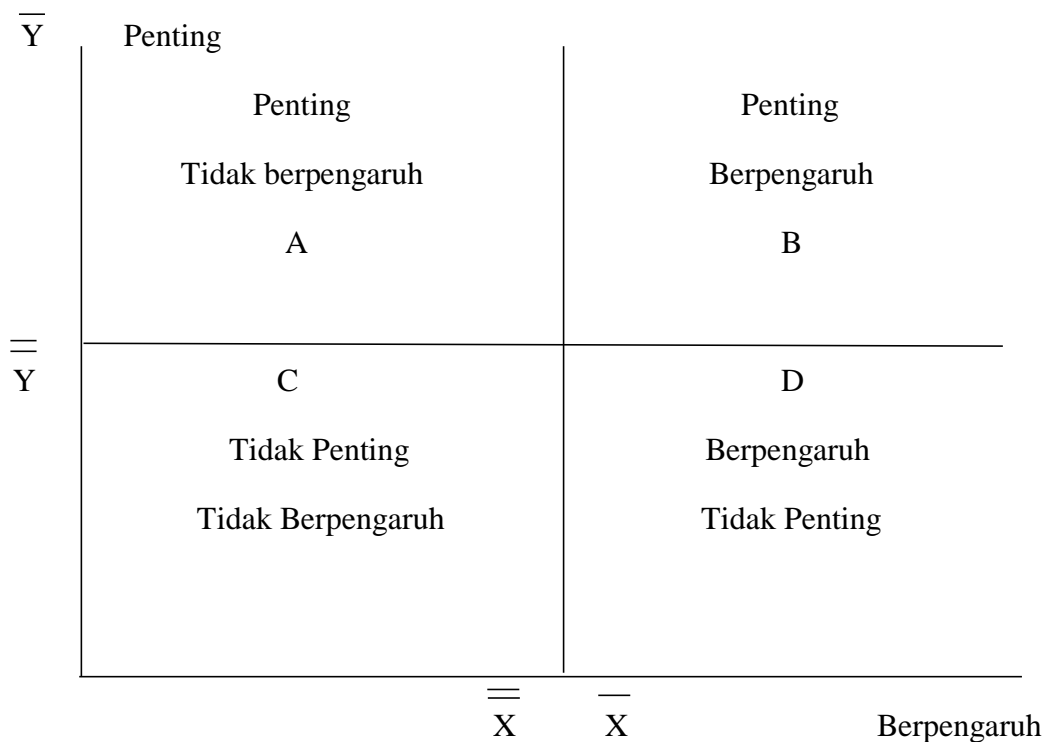 Y̅ Penting
Penting Penting
Tidak berpengaruh Berpengaruh
A B
Y̿ C D
Tidak Penting Berpengaruh
Tidak Berpengaruh Tidak Penting
X̿ X̅ Berpengaruh